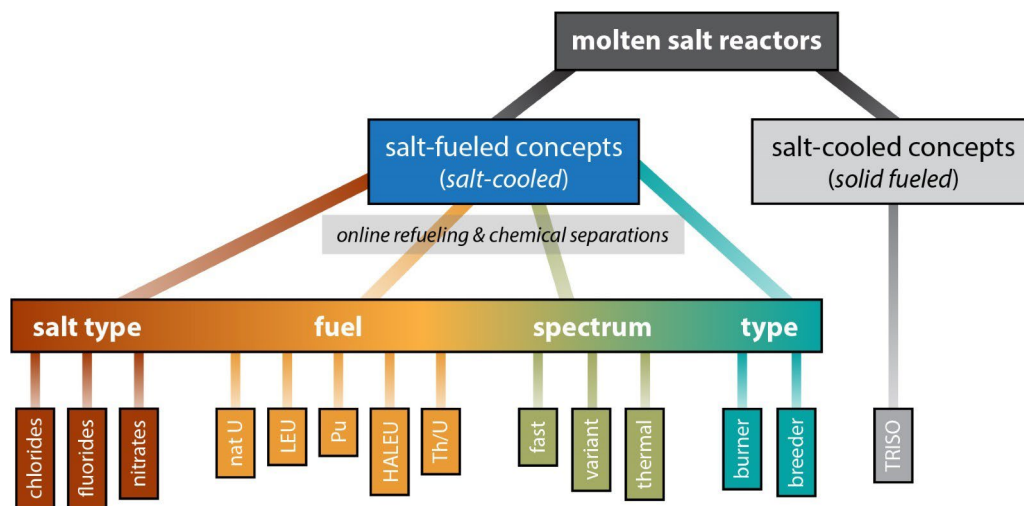 molten salt reactors
salt-fueled concepts
(salt-cooled)
salt-cooled concepts
(solid fueled)
online refueling & chemical separations
salt type
fuel
spectrum
type
chlorides
fluorides
nitrates
nat U
LEU
Pu
HALEU
Th/U
fast
variant
thermal
burner
breeder
TRISO